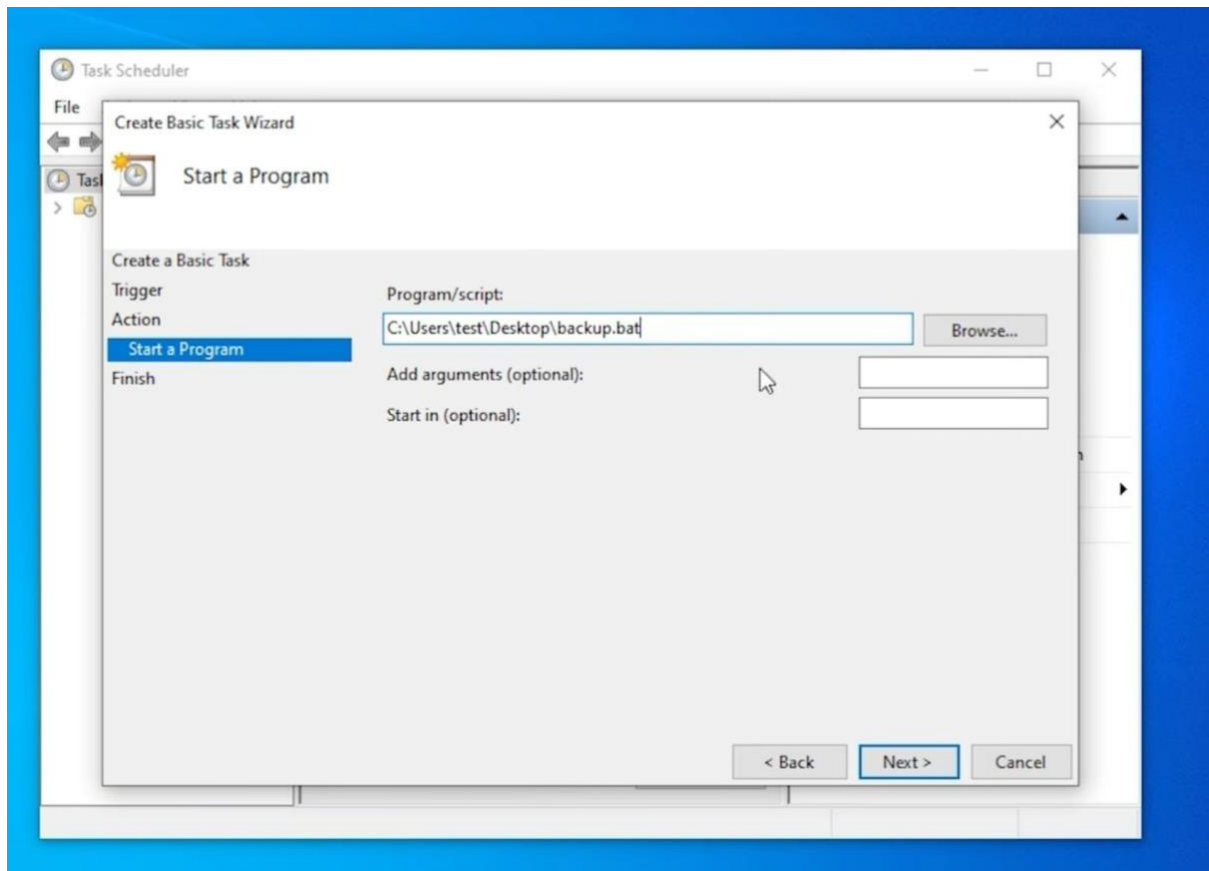 Task Scheduler
File
Create Basic Task Wizard
Start a Program
Create a Basic Task
Trigger
Action
Start a Program
Finish
Program/script:
C:\Users\test\Desktop\backup.bat
Browse...
Add arguments (optional):
Start in (optional):
< Back
Next >
Cancel